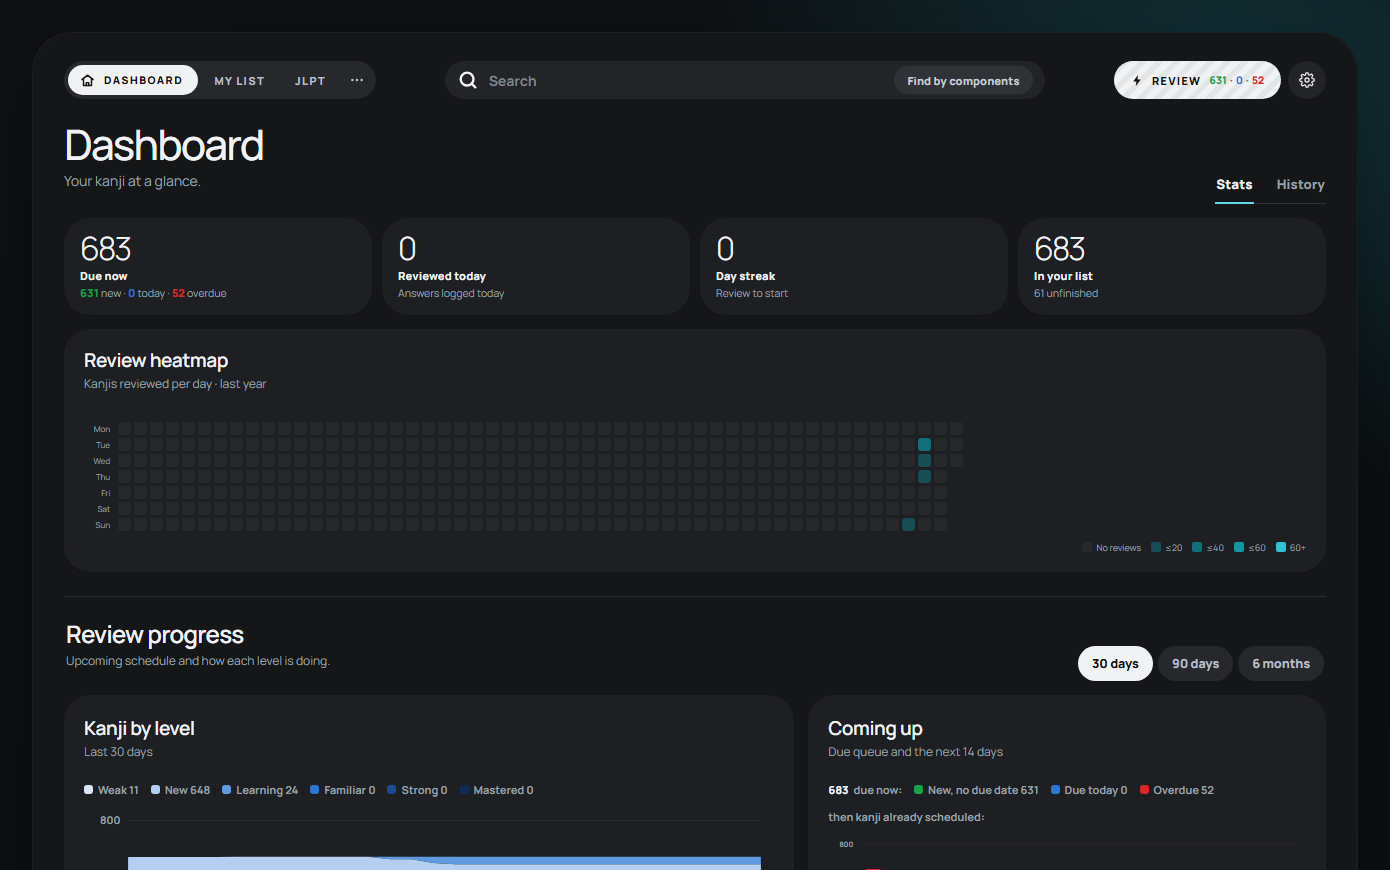 DASHBOARD MY LIST JLPT ...
Search Find by components
REVIEW 631 · 0 · 52
Dashboard
Your kanji at a glance.
Stats History
683
Due now
631 new · 0 today · 52 overdue
0
Reviewed today
Answers logged today
0
Day streak
Review to start
683
In your list
61 unfinished
Review heatmap
Kanjis reviewed per day · last year
Mon
Tue
Wed
Thu
Fri
Sat
Sun
No reviews ≤20 ≤40 ≤60 60+
Review progress
Upcoming schedule and how each level is doing.
30 days 90 days 6 months
Kanji by level
Last 30 days
Weak 11 New 648 Learning 24 Familiar 0 Strong 0 Mastered 0
800
Coming up
Due queue and the next 14 days
683 due now: New, no due date 631 Due today 0 Overdue 52
then kanji already scheduled:
800